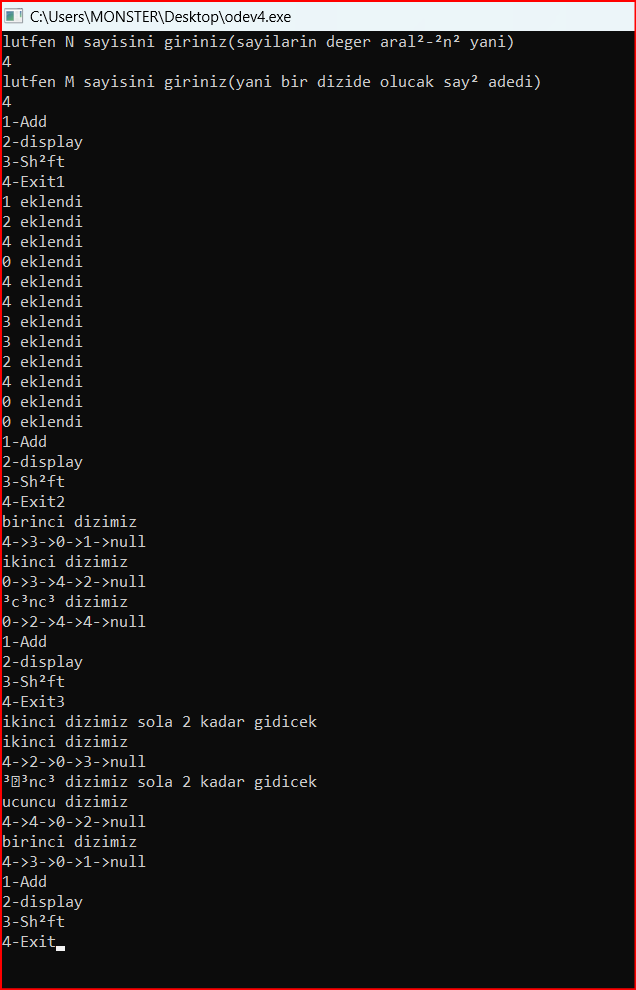 C:\Users\MONSTER\Desktop\odev4.exe
lutfen N sayisini giriniz(sayilarin deger aral²-²n² yani)
4
lutfen M sayisini giriniz(yani bir dizide olucak say² adedi)
4
1-Add
2-display
3-Sh²ft
4-Exit1
1 eklendi
2 eklendi
4 eklendi
0 eklendi
4 eklendi
4 eklendi
3 eklendi
3 eklendi
2 eklendi
4 eklendi
0 eklendi
0 eklendi
1-Add
2-display
3-Sh²ft
4-Exit2
birinci dizimiz
4->3->0->1->null
ikinci dizimiz
0->3->4->2->null
³c³nc³ dizimiz
0->2->4->4->null
1-Add
2-display
3-Sh²ft
4-Exit3
ikinci dizimiz sola 2 kadar gidicek
ikinci dizimiz
4->2->0->3->null
³�³nc³ dizimiz sola 2 kadar gidicek
ucuncu dizimiz
4->4->0->2->null
birinci dizimiz
4->3->0->1->null
1-Add
2-display
3-Sh²ft
4-Exit